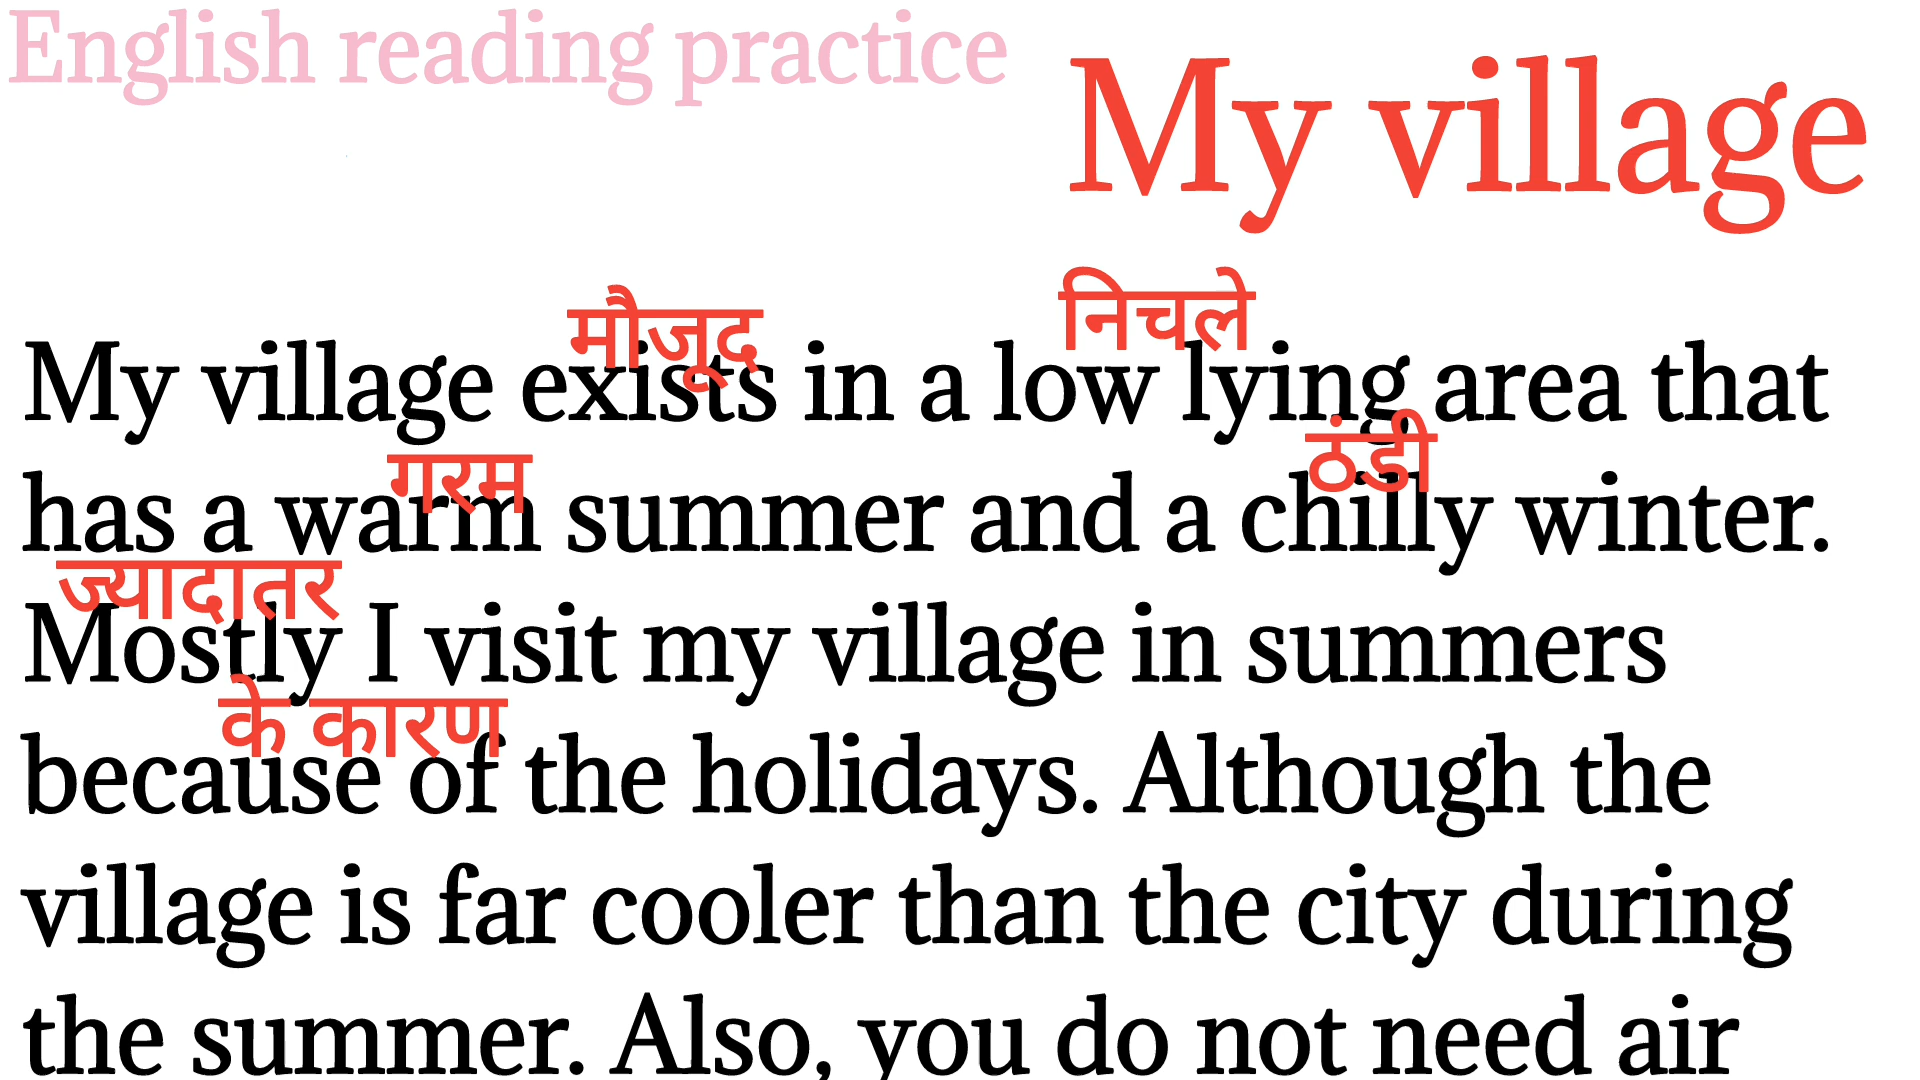 English reading practice
My village
मौजूद निचले
My village exists in a low lying area that
गरम ठंडी
has a warm summer and a chilly winter.
ज्यादातर
Mostly I visit my village in summers
के कारण
because of the holidays. Although the
village is far cooler than the city during
the summer. Also, you do not need air